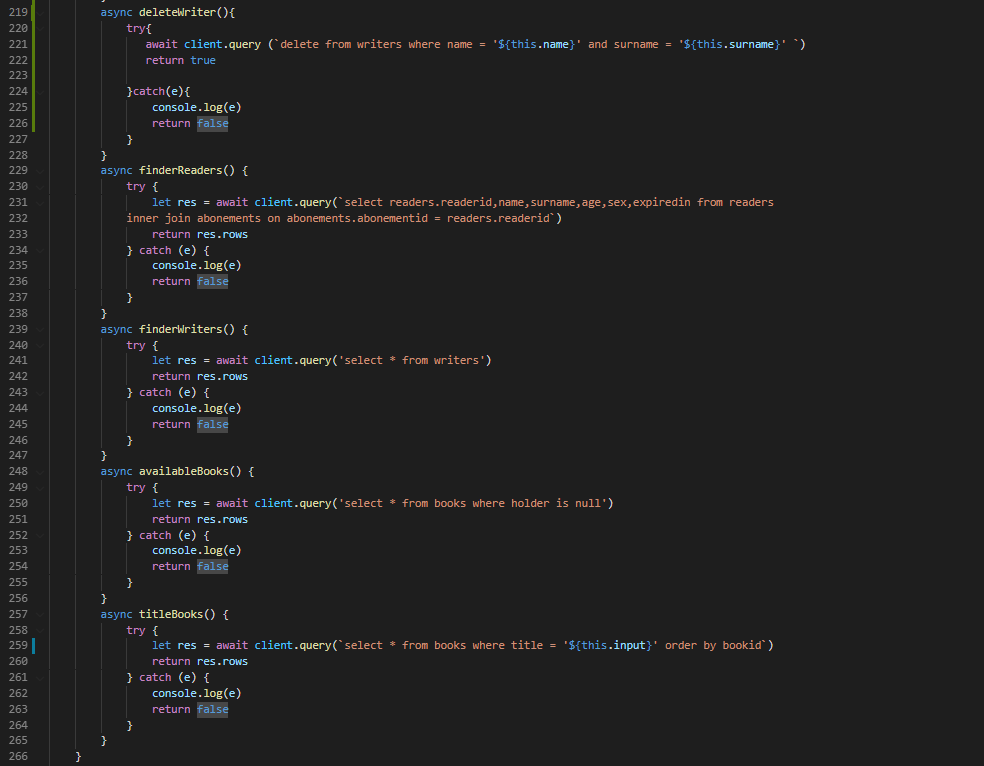 219 async deleteWriter(){
220 try{
221 await client.query (`delete from writers where name = '${this.name}' and surname = '${this.surname}' `)
222 return true
223
224 }catch(e){
225 console.log(e)
226 return false
227 }
228 }
229 async finderReaders() {
230 try {
231 let res = await client.query(`select readers.readerid,name,surname,age,sex,expiredin from readers
232 inner join abonements on abonements.abonementid = readers.readerid`)
233 return res.rows
234 } catch (e) {
235 console.log(e)
236 return false
237 }
238 }
239 async finderWriters() {
240 try {
241 let res = await client.query('select * from writers')
242 return res.rows
243 } catch (e) {
244 console.log(e)
245 return false
246 }
247 }
248 async availableBooks() {
249 try {
250 let res = await client.query('select * from books where holder is null')
251 return res.rows
252 } catch (e) {
253 console.log(e)
254 return false
255 }
256 }
257 async titleBooks() {
258 try {
259 let res = await client.query(`select * from books where title = '${this.input}' order by bookid`)
260 return res.rows
261 } catch (e) {
262 console.log(e)
263 return false
264 }
265 }
266 }